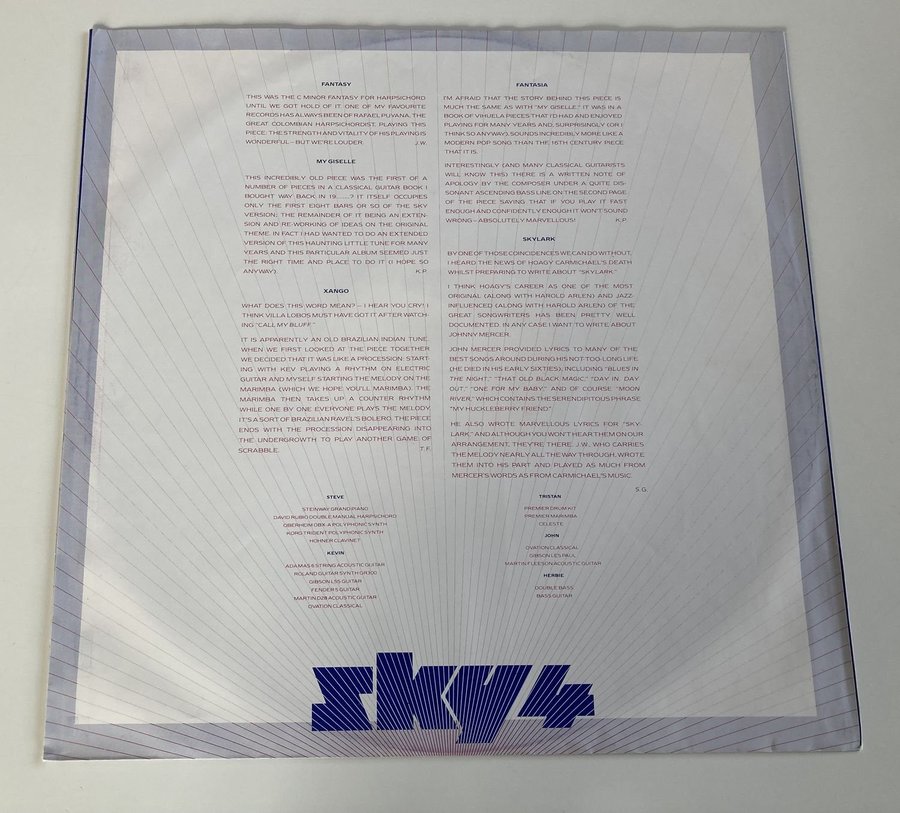 FANTASY
THIS WAS THE C MINOR FANTASY FOR HARPSICHORD
UNTIL WE GOT HOLD OF IT. ONE OF MY FAVOURITE
RECORDS HAS ALWAYS BEEN OF RAFAEL PUYANA, THE
GREAT COLOMBIAN HARPSICHORDIST, PLAYING THIS
PIECE. THE STRENGTH AND VITALITY OF HIS PLAYING IS
WONDERFUL – BUT WE'RE LOUDER. J.W.
MY GISELLE
THIS INCREDIBLY OLD PIECE WAS THE FIRST OF A
NUMBER OF PIECES IN A CLASSICAL GUITAR BOOK I
BOUGHT WAY BACK IN 19......? IT ITSELF OCCUPIES
ONLY THE FIRST EIGHT BARS OR SO OF THE SKY
VERSION; THE REMAINDER OF IT BEING AN EXTEN-
SION AND RE-WORKING OF IDEAS ON THE ORIGINAL
THEME. IN FACT I HAD WANTED TO DO AN EXTENDED
VERSION OF THIS HAUNTING LITTLE TUNE FOR MANY
YEARS AND THIS PARTICULAR ALBUM SEEMED JUST
THE RIGHT TIME AND PLACE TO DO IT (I HOPE SO
ANYWAY). K.P.
XANGO
WHAT DOES THIS WORD MEAN? – I HEAR YOU CRY! I
THINK VILLA LOBOS MUST HAVE GOT IT AFTER WATCH-
ING "CALL MY BLUFF."
IT IS APPARENTLY AN OLD BRAZILIAN INDIAN TUNE.
WHEN WE FIRST LOOKED AT THE PIECE TOGETHER
WE DECIDED THAT IT WAS LIKE A PROCESSION: START-
ING WITH KEV PLAYING A RHYTHM ON ELECTRIC
GUITAR AND MYSELF STARTING THE MELODY ON THE
MARIMBA (WHICH WE HOPE YOU'LL MARIMBA). THE
MARIMBA THEN TAKES UP A COUNTER RHYTHM
WHILE ONE BY ONE EVERYONE PLAYS THE MELODY.
IT'S A SORT OF BRAZILIAN RAVEL'S BOLERO. THE PIECE
ENDS WITH THE PROCESSION DISAPPEARING INTO
THE UNDERGROWTH TO PLAY ANOTHER GAME OF
SCRABBLE. T.F.
FANTASIA
I'M AFRAID THAT THE STORY BEHIND THIS PIECE IS
MUCH THE SAME AS WITH "MY GISELLE." IT WAS IN A
BOOK OF VIHUELA PIECES THAT I'D HAD AND ENJOYED
PLAYING FOR MANY YEARS AND, SURPRISINGLY (OR I
THINK SO ANYWAY), SOUNDS INCREDIBLY MORE LIKE A
MODERN POP SONG THAN THE 16TH CENTURY PIECE
THAT IT IS.
INTERESTINGLY (AND MANY CLASSICAL GUITARISTS
WILL KNOW THIS) THERE IS A WRITTEN NOTE OF
APOLOGY BY THE COMPOSER UNDER A QUITE DIS-
SONANT ASCENDING BASS LINE ON THE SECOND PAGE
OF THE PIECE SAYING THAT IF YOU PLAY IT FAST
ENOUGH AND CONFIDENTLY ENOUGH IT WON'T SOUND
WRONG – ABSOLUTELY MARVELLOUS! K.P.
SKYLARK
BY ONE OF THOSE COINCIDENCES WE CAN DO WITHOUT,
I HEARD THE NEWS OF HOAGY CARMICHAEL'S DEATH
WHILST PREPARING TO WRITE ABOUT "SKYLARK."
I THINK HOAGY'S CAREER AS ONE OF THE MOST
ORIGINAL (ALONG WITH HAROLD ARLEN) AND JAZZ-
INFLUENCED (ALONG WITH HAROLD ARLEN) OF THE
GREAT SONGWRITERS HAS BEEN PRETTY WELL
DOCUMENTED. IN ANY CASE I WANT TO WRITE ABOUT
JOHNNY MERCER.
JOHN MERCER PROVIDED LYRICS TO MANY OF THE
BEST SONGS AROUND DURING HIS NOT-TOO-LONG LIFE
(HE DIED IN HIS EARLY SIXTIES), INCLUDING "BLUES IN
THE NIGHT," "THAT OLD BLACK MAGIC," "DAY IN, DAY
OUT," "ONE FOR MY BABY," AND OF COURSE, "MOON
RIVER," WHICH CONTAINS THE SERENDIPITOUS PHRASE
"MY HUCKLEBERRY FRIEND."
HE ALSO WROTE MARVELLOUS LYRICS FOR "SKY-
LARK," AND ALTHOUGH YOU WON'T HEAR THEM ON OUR
ARRANGEMENT, THEY'RE THERE. J.W., WHO CARRIES
THE MELODY NEARLY ALL THE WAY THROUGH, WROTE
THEM INTO HIS PART AND PLAYED AS MUCH FROM
MERCER'S WORDS AS FROM CARMICHAEL'S MUSIC.
S.G.
STEVE
STEINWAY GRAND PIANO
DAVID RUBIO DOUBLE MANUAL HARPSICHORD
OBERHEIM OBX-A POLYPHONIC SYNTH
KORG TRIDENT POLYPHONIC SYNTH
HOHNER CLAVINET
KEVIN
ADAMAS 6 STRING ACOUSTIC GUITAR
ROLAND GUITAR SYNTH GR300
GIBSON L5S GUITAR
FENDER S GUITAR
MARTIN D28 ACOUSTIC GUITAR
OVATION CLASSICAL
TRISTAN
PREMIER DRUM KIT
PREMIER MARIMBA
CELESTE
JOHN
OVATION CLASSICAL
GIBSON LES PAUL
MARTIN FLEESON ACOUSTIC GUITAR
HERBIE
DOUBLE BASS
BASS GUITAR
sky4